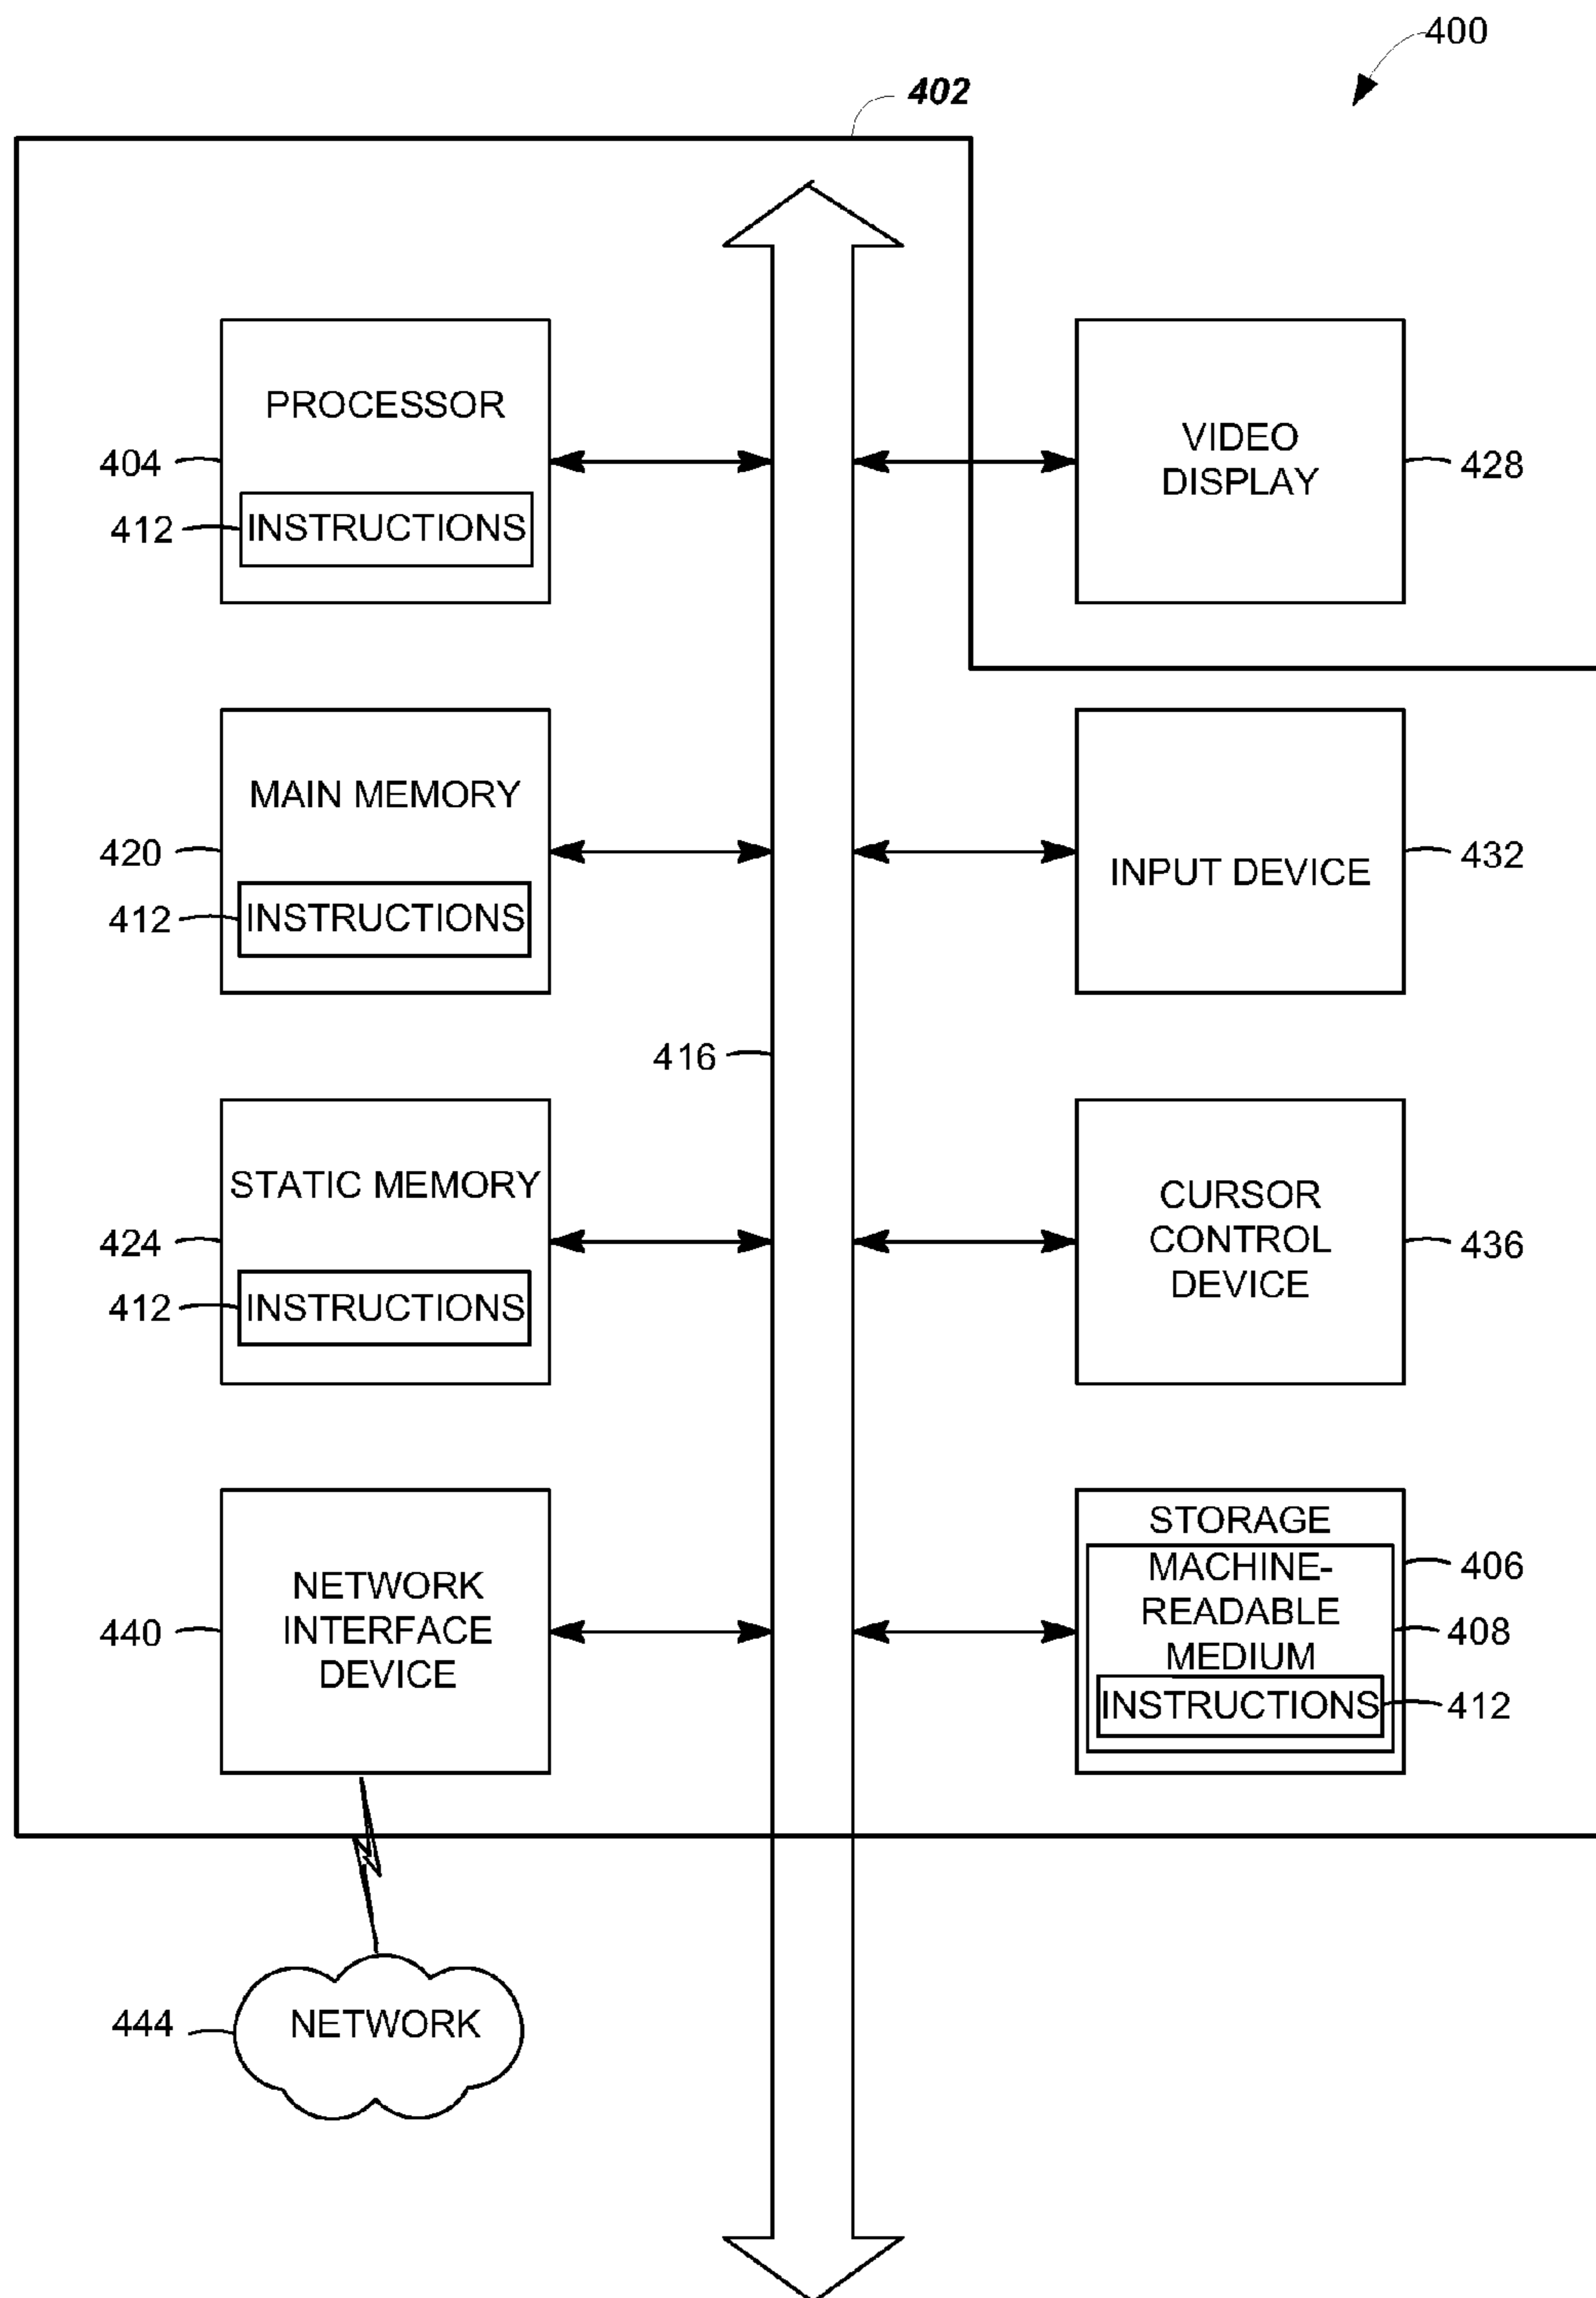 400
402
PROCESSOR
404
412
INSTRUCTIONS
VIDEO
DISPLAY
428
MAIN MEMORY
420
412
INSTRUCTIONS
INPUT DEVICE
432
416
STATIC MEMORY
424
412
INSTRUCTIONS
CURSOR
CONTROL
DEVICE
436
NETWORK
INTERFACE
DEVICE
440
STORAGE
MACHINE-
READABLE
MEDIUM
INSTRUCTIONS
406
408
412
444
NETWORK